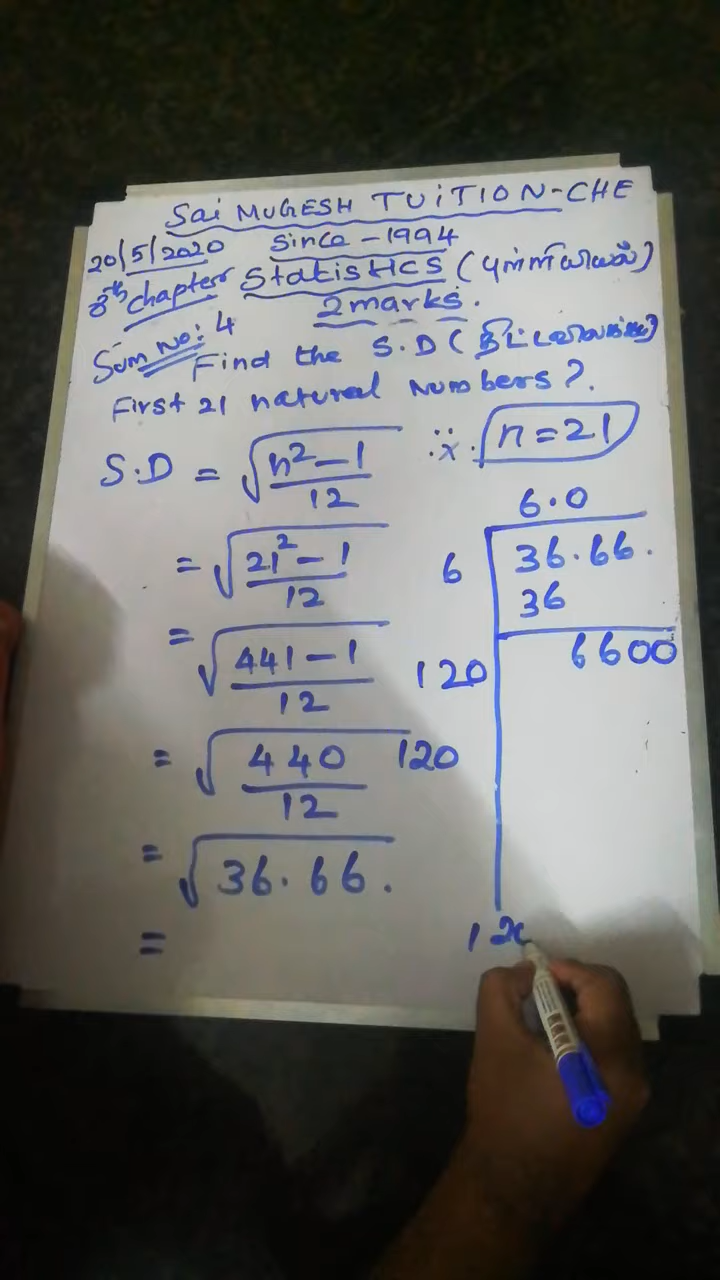 Sai MUGESH TUITION-CHE
Since - 1994
20/5/2020
8th chapter Statistics (புள்ளியியல்)
2 marks.
Sum No: 4
Find the S.D (திட்டவிலக்கம்)
First 21 natural Numbers?.
S.D = √(n² - 1)/12 ∴x. n = 21
= √(21² - 1)/12
= √(441 - 1)/12
= √440/12
= √36.66.
=
6.0
6 36.66.
36
120 6600
120
12